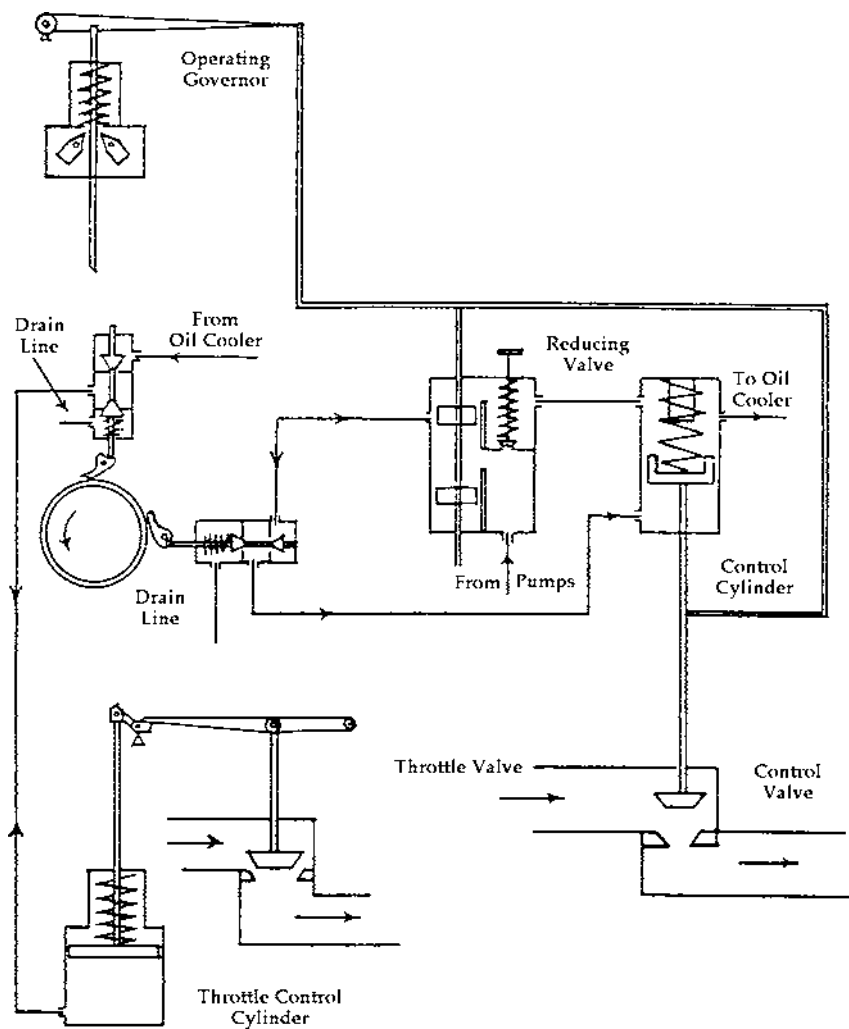 Operating
Governor
Drain
Line
From
Oil Cooler
Reducing
Valve
To Oil
Cooler
From Pumps
Control
Cylinder
Drain
Line
Throttle Valve
Control
Valve
Throttle Control
Cylinder